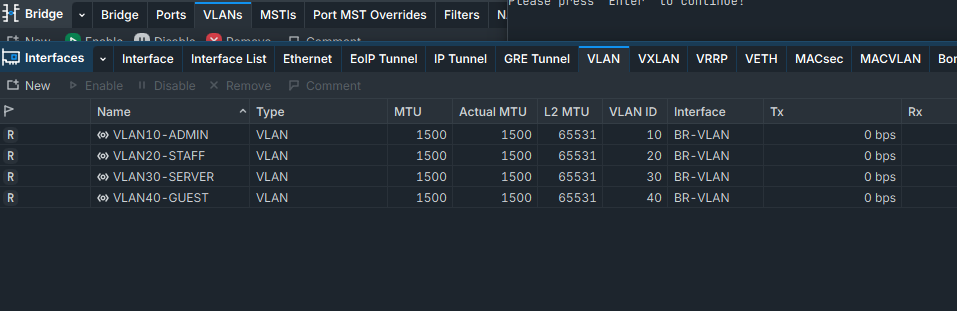 Please press "Enter" to continue!
Bridge Bridge Ports VLANs MSTIs Port MST Overrides Filters
New Enable Disable Remove Comment
Interfaces Interface Interface List Ethernet EoIP Tunnel IP Tunnel GRE Tunnel VLAN VXLAN VRRP VETH MACsec MACVLAN
New Enable Disable Remove Comment
Name Type MTU Actual MTU L2 MTU VLAN ID Interface Tx Rx
R VLAN10-ADMIN VLAN 1500 1500 65531 10 BR-VLAN 0 bps
R VLAN20-STAFF VLAN 1500 1500 65531 20 BR-VLAN 0 bps
R VLAN30-SERVER VLAN 1500 1500 65531 30 BR-VLAN 0 bps
R VLAN40-GUEST VLAN 1500 1500 65531 40 BR-VLAN 0 bps